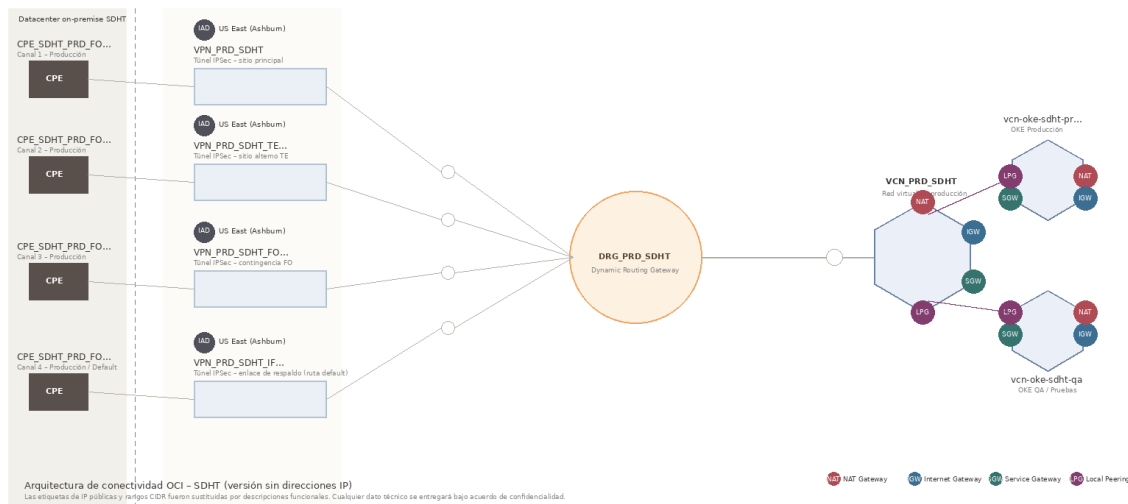 Datacenter on-premise SDHT
CPE_SDHT_PRD_FO...
Canal 1 – Producción
CPE
IAD US East (Ashburn)
VPN_PRD_SDHT
Túnel IPSec – sitio principal
CPE_SDHT_PRD_FO...
Canal 2 – Producción
CPE
IAD US East (Ashburn)
VPN_PRD_SDHT_TE...
Túnel IPSec – sitio alterno TE
CPE_SDHT_PRD_FO...
Canal 3 – Producción
CPE
IAD US East (Ashburn)
VPN_PRD_SDHT_FO...
Túnel IPSec – contingencia FO
CPE_SDHT_PRD_FO...
Canal 4 – Producción / Default
CPE
IAD US East (Ashburn)
VPN_PRD_SDHT_IF...
Túnel IPSec – enlace de respaldo (ruta default)
DRG_PRD_SDHT
Dynamic Routing Gateway
VCN_PRD_SDHT
Red virtual producción
NAT
IGW
SGW
LPG
vcn-oke-sdht-pr...
OKE Producción
LPG
NAT
SGW
IGW
LPG
NAT
SGW
IGW
vcn-oke-sdht-qa
OKE QA / Pruebas
Arquitectura de conectividad OCI – SDHT (versión sin direcciones IP)
Las etiquetas de IP públicas y rangos CIDR fueron sustituidas por descripciones funcionales. Cualquier dato técnico se entregará bajo acuerdo de confidencialidad.
NAT NAT Gateway
IGW Internet Gateway
SGW Service Gateway
LPG Local Peering